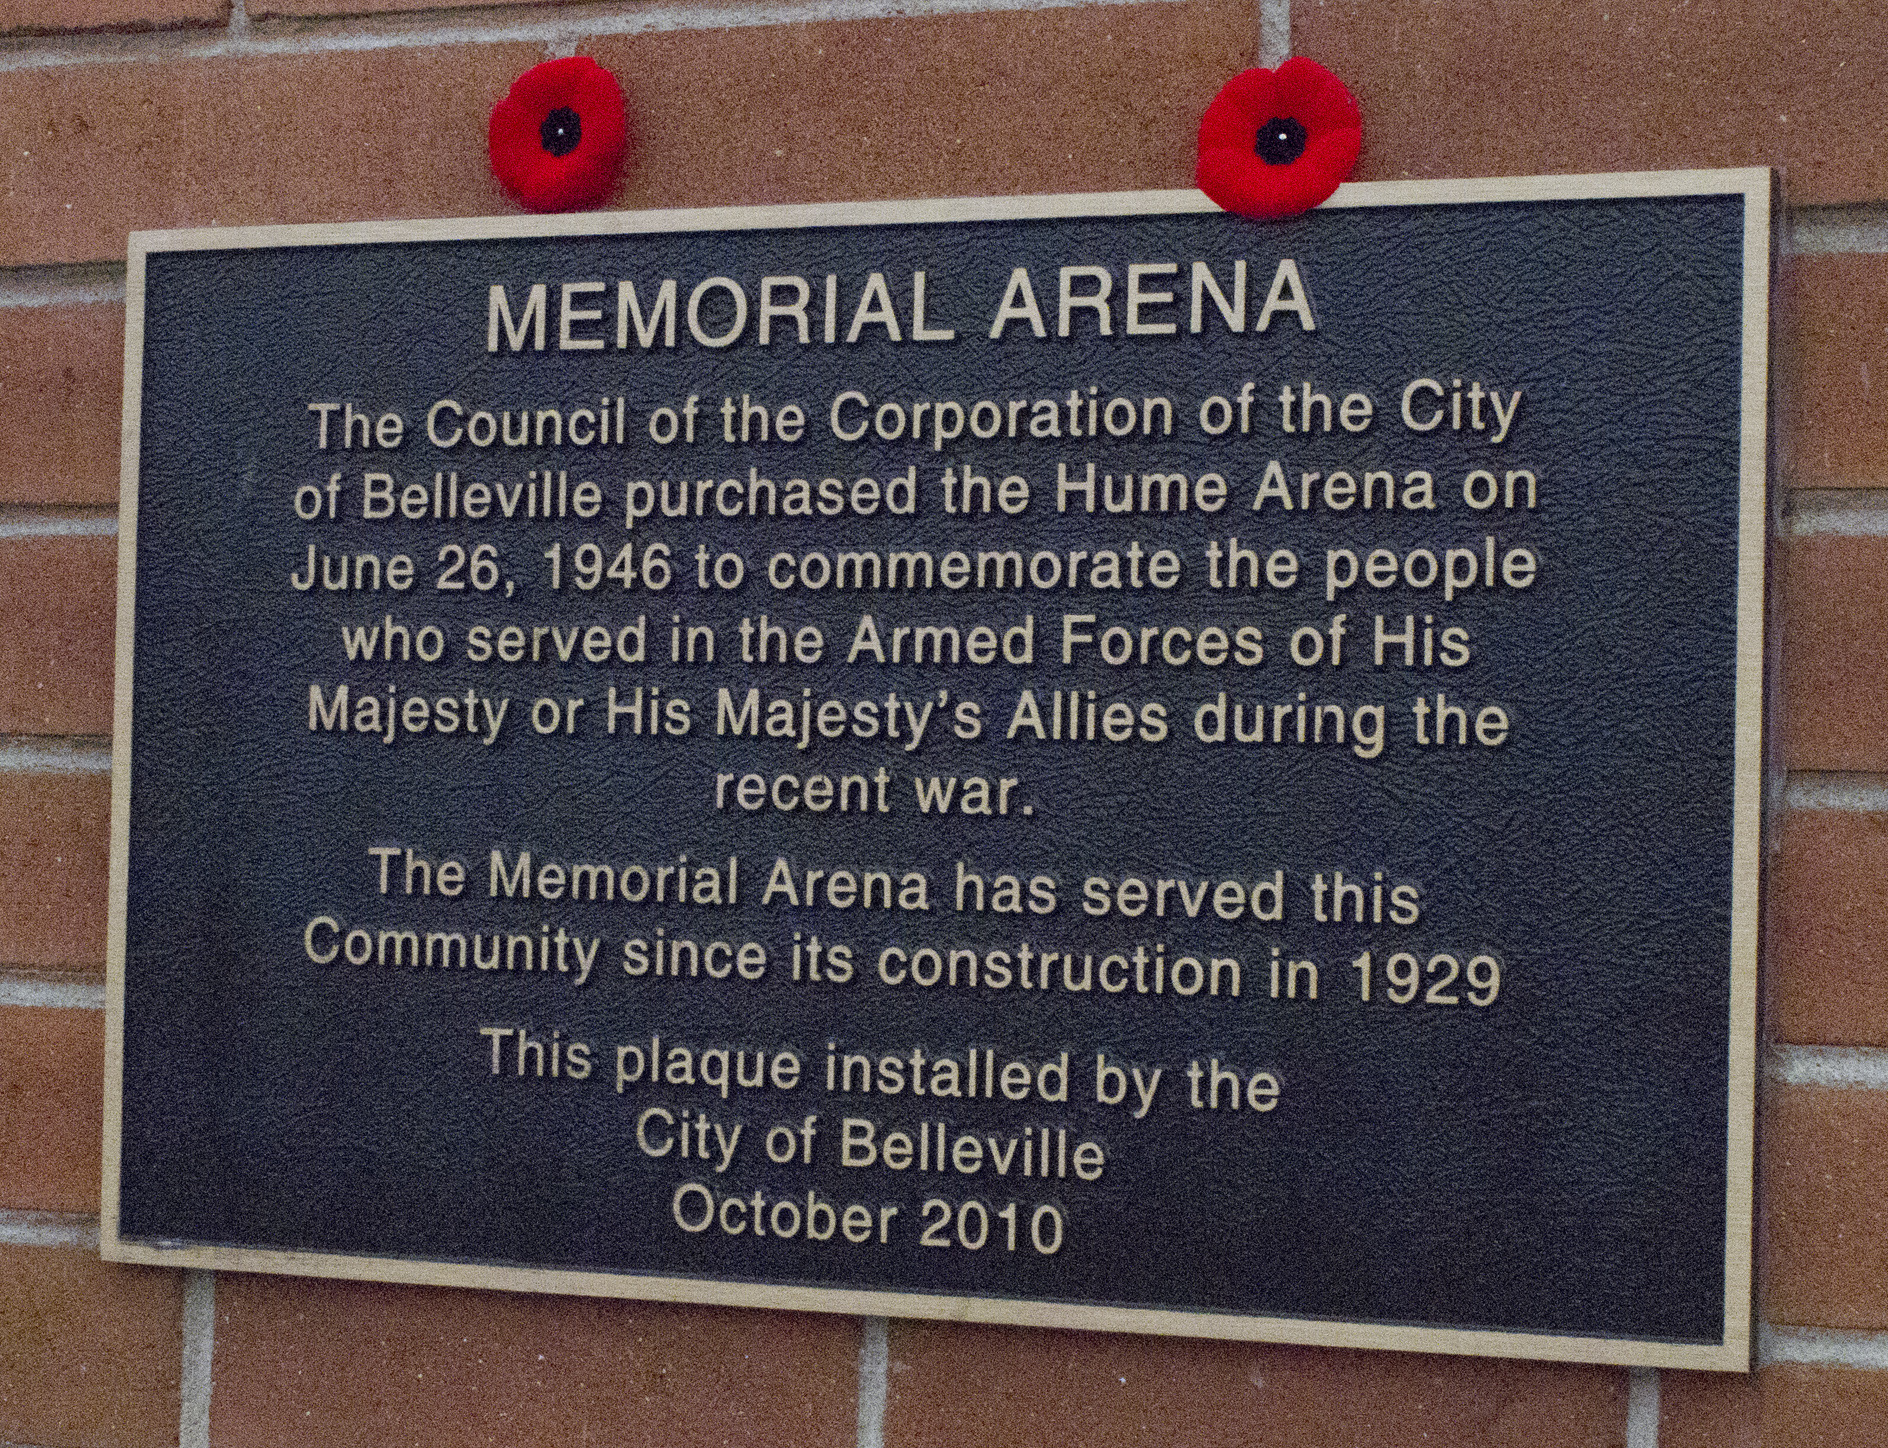 MEMORIAL ARENA
The Council of the Corporation of the City
of Belleville purchased the Hume Arena on
June 26, 1946 to commemorate the people
who served in the Armed Forces of His
Majesty or His Majesty's Allies during the
recent war.
The Memorial Arena has served this
Community since its construction in 1929
This plaque installed by the
City of Belleville
October 2010